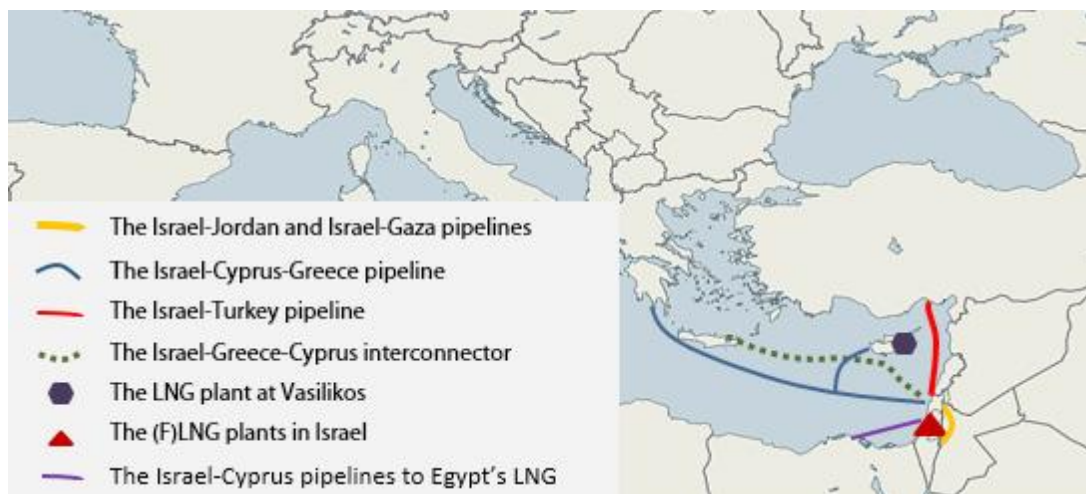 The Israel-Jordan and Israel-Gaza pipelines
The Israel-Cyprus-Greece pipeline
The Israel-Turkey pipeline
The Israel-Greece-Cyprus interconnector
The LNG plant at Vasilikos
The (F)LNG plants in Israel
The Israel-Cyprus pipelines to Egypt's LNG